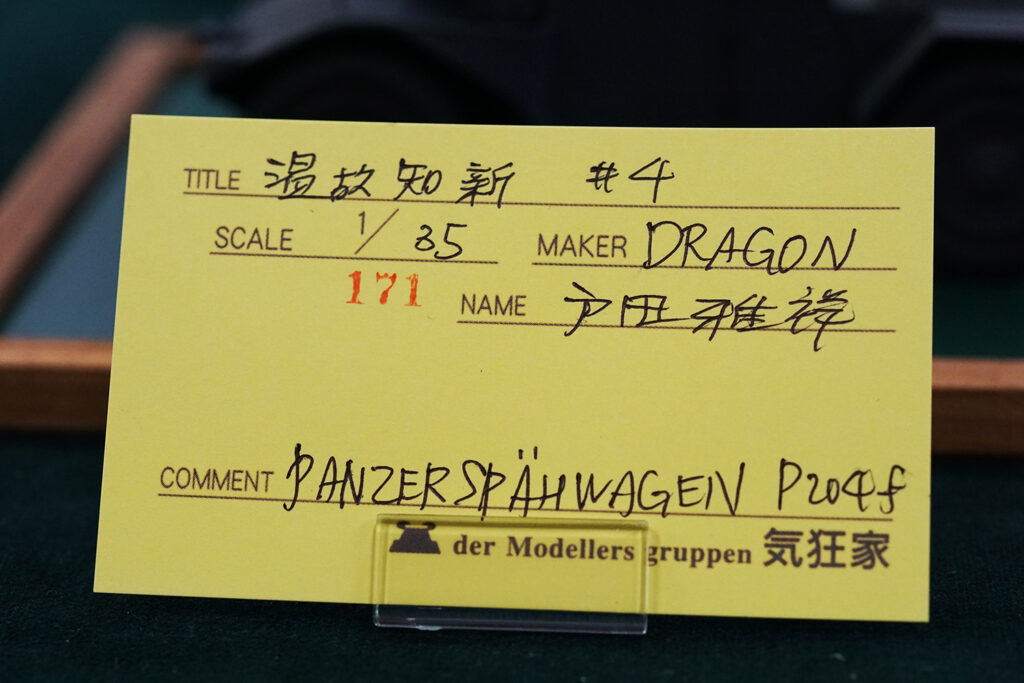 TITLE 温故知新 #4
SCALE 1/35 MAKER DRAGON
171 NAME 戸田雅祥
COMMENT PANZERSPÄHWAGEN P204f
der Modellers gruppen 気狂家